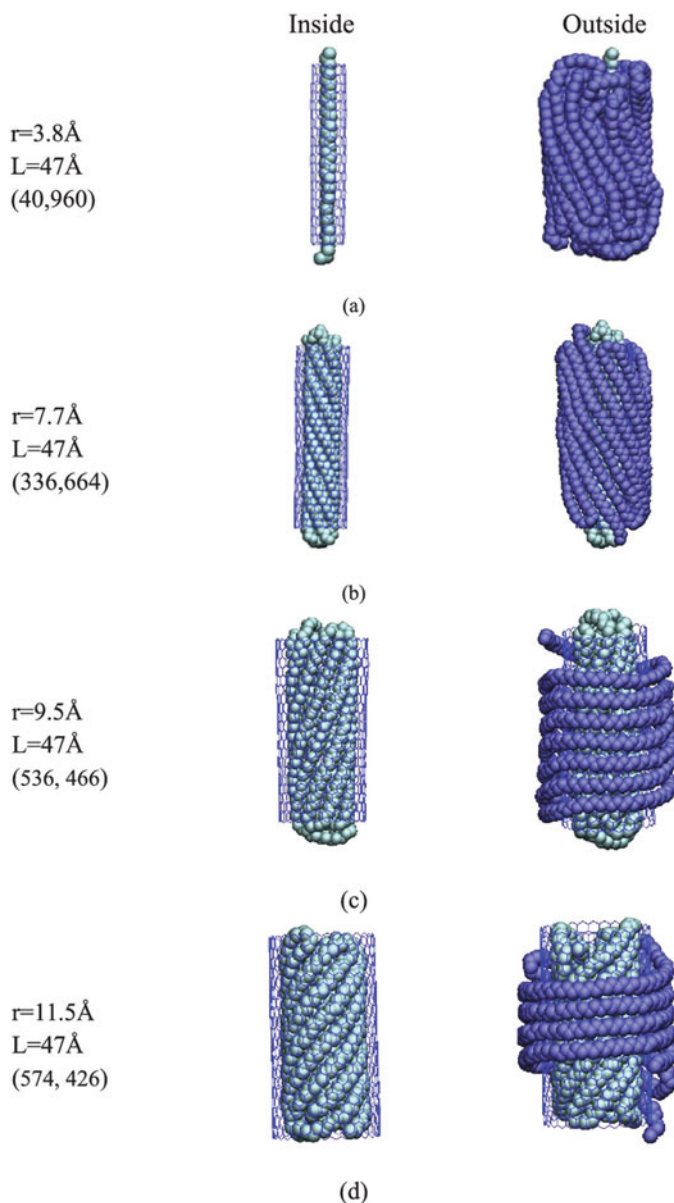 Inside Outside
r=3.8Å
L=47Å
(40,960)
(a)
r=7.7Å
L=47Å
(336,664)
(b)
r=9.5Å
L=47Å
(536, 466)
(c)
r=11.5Å
L=47Å
(574, 426)
(d)